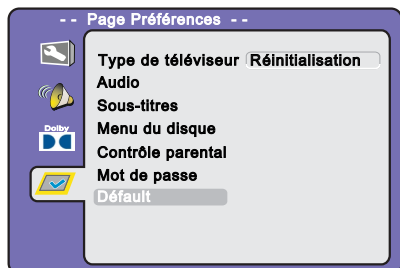 -- Page Préférences --
Type de téléviseur Réinitialisation
Audio
Sous-titres
Dolby
Menu du disque
Contrôle parental
Mot de passe
Défault